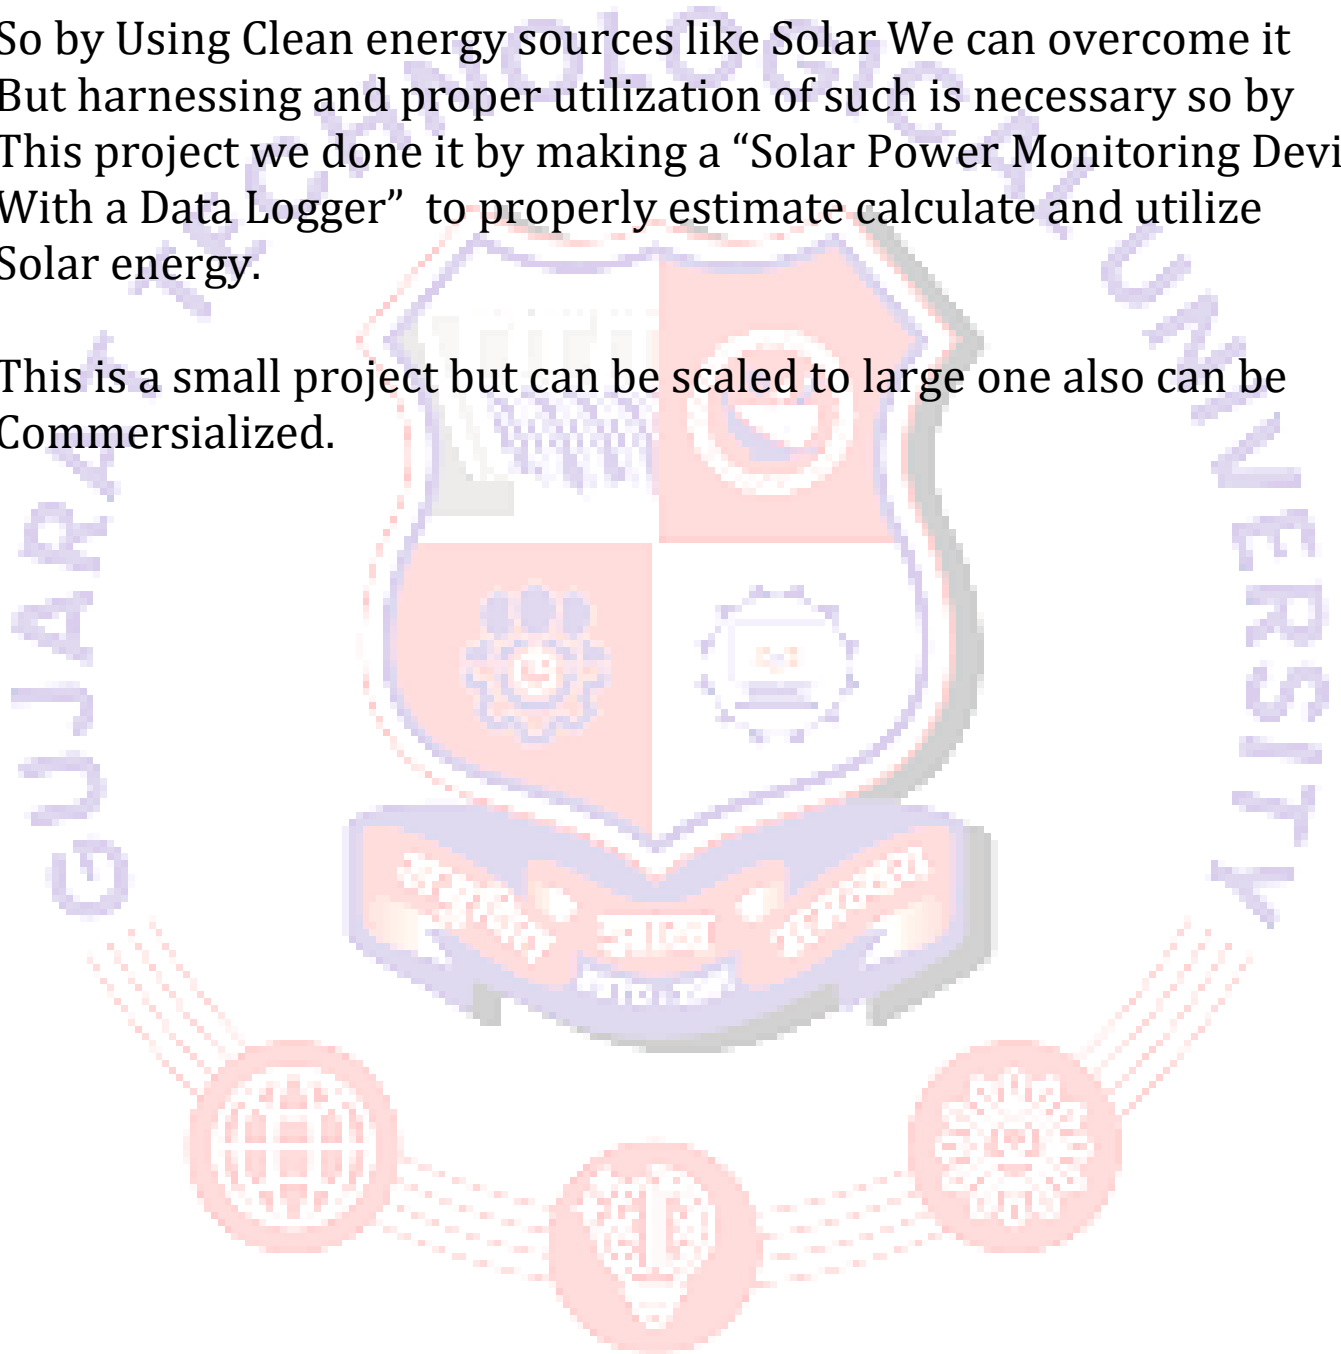 So by Using Clean energy sources like Solar We can overcome it
But harnessing and proper utilization of such is necessary so by
This project we done it by making a “Solar Power Monitoring Devi
With a Data Logger”  to properly estimate calculate and utilize
Solar energy.
This is a small project but can be scaled to large one also can be
Commersialized.
GUJARAT TECHNOLOGICAL UNIVERSITY